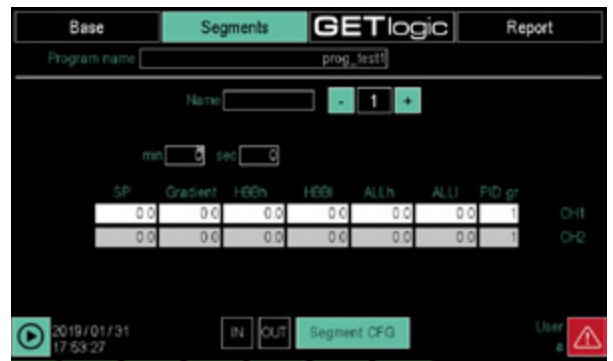 Base Segments GETlogic Report
Program name prog_test1
Name - 1 +
min 0 sec 0
SP Gradient HBBh HBBl ALLh ALLl PID gr
0.0 0.0 0.0 0.0 0.0 0.0 1 CH1
0.0 0.0 0.0 0.0 0.0 0.0 1 CH2
2019/01/31 IN OUT Segment CFG User
17:53:27 a